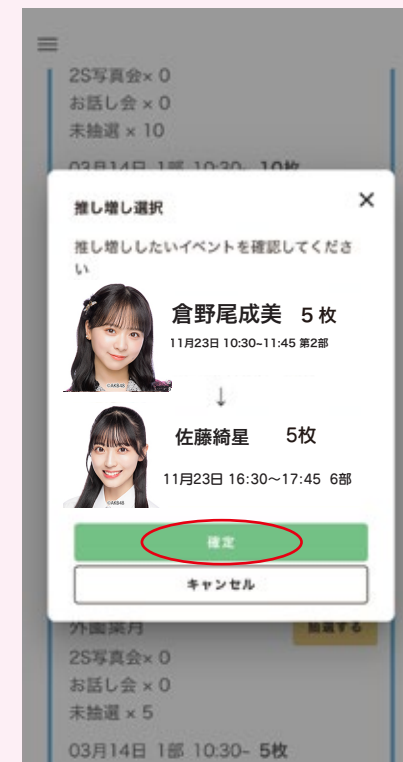 2S写真会× 0
お話し会 × 0
未抽選 × 10
03月14日 1部 10:30- 10枚
推し増し選択
×
推し増ししたいイベントを確認してくださ
い
倉野尾成美 5 枚
11月23日 10:30~11:45 第2部
©AKB48
↓
佐藤綺星 5枚
11月23日 16:30〜17:45 6部
©AKB48
確定
キャンセル
外園葉月 抽選する
2S写真会× 0
お話し会 × 0
未抽選 × 5
03月14日 1部 10:30- 5枚